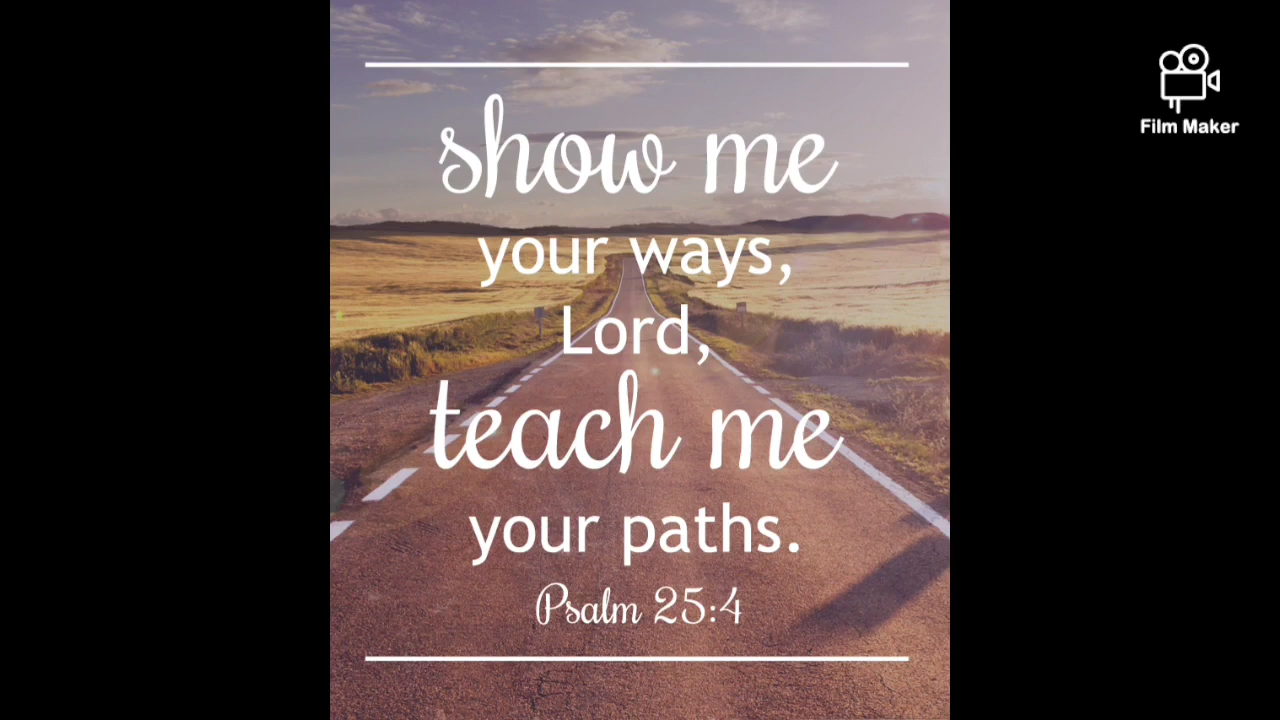 show me
your ways,
Lord,
teach me
your paths.
Psalm 25:4
Film Maker